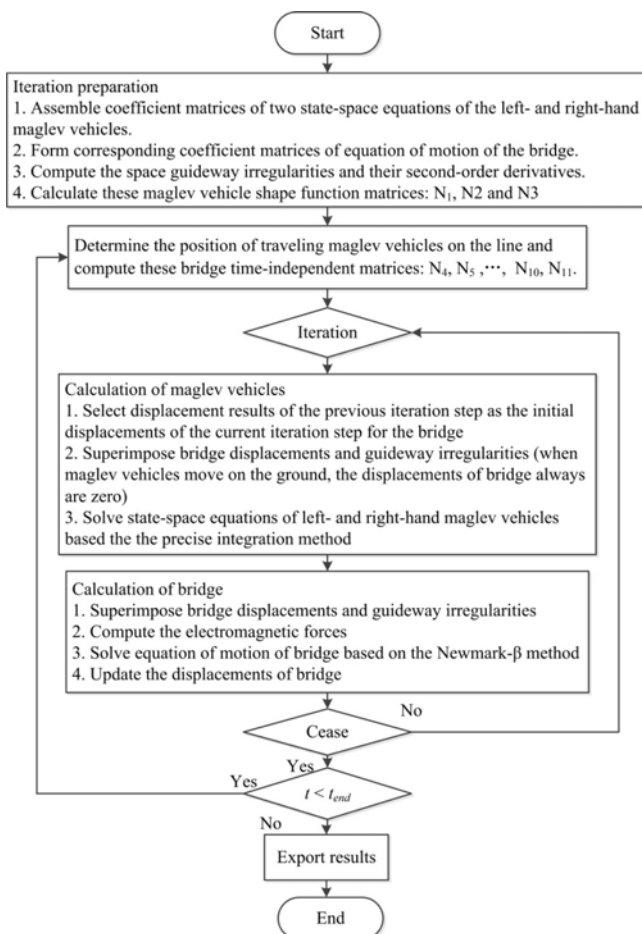 Start
Iteration preparation
1. Assemble coefficient matrices of two state-space equations of the left- and right-hand
maglev vehicles.
2. Form corresponding coefficient matrices of equation of motion of the bridge.
3. Compute the space guideway irregularities and their second-order derivatives.
4. Calculate these maglev vehicle shape function matrices: N₁, N2 and N3
Determine the position of traveling maglev vehicles on the line and
compute these bridge time-independent matrices: N₄, N₅ ,⋯, N₁₀, N₁₁.
Iteration
Calculation of maglev vehicles
1. Select displacement results of the previous iteration step as the initial
displacements of the current iteration step for the bridge
2. Superimpose bridge displacements and guideway irregularities (when
maglev vehicles move on the ground, the displacements of bridge always
are zero)
3. Solve state-space equations of left- and right-hand maglev vehicles
based the the precise integration method
Calculation of bridge
1. Superimpose bridge displacements and guideway irregularities
2. Compute the electromagnetic forces
3. Solve equation of motion of bridge based on the Newmark-β method
4. Update the displacements of bridge
No
Cease
Yes
Yes
t < tend
No
Export results
End